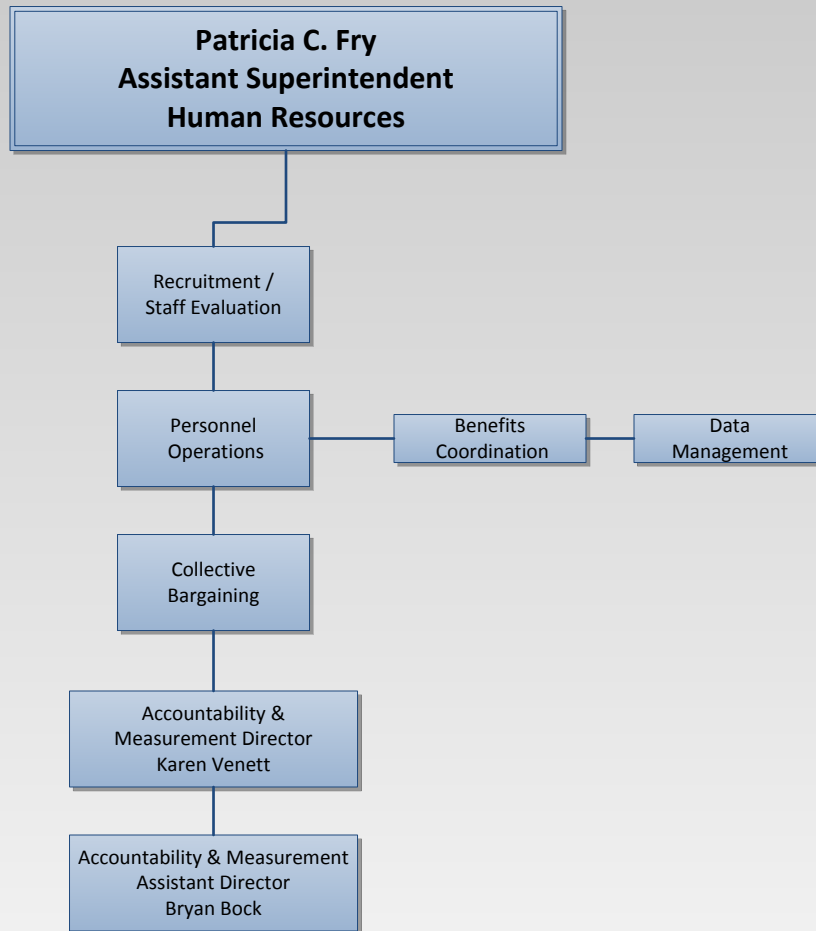 Patricia C. Fry
Assistant Superintendent
Human Resources
Recruitment /
Staff Evaluation
Personnel
Operations
Benefits
Coordination
Data
Management
Collective
Bargaining
Accountability &
Measurement Director
Karen Venett
Accountability & Measurement
Assistant Director
Bryan Bock